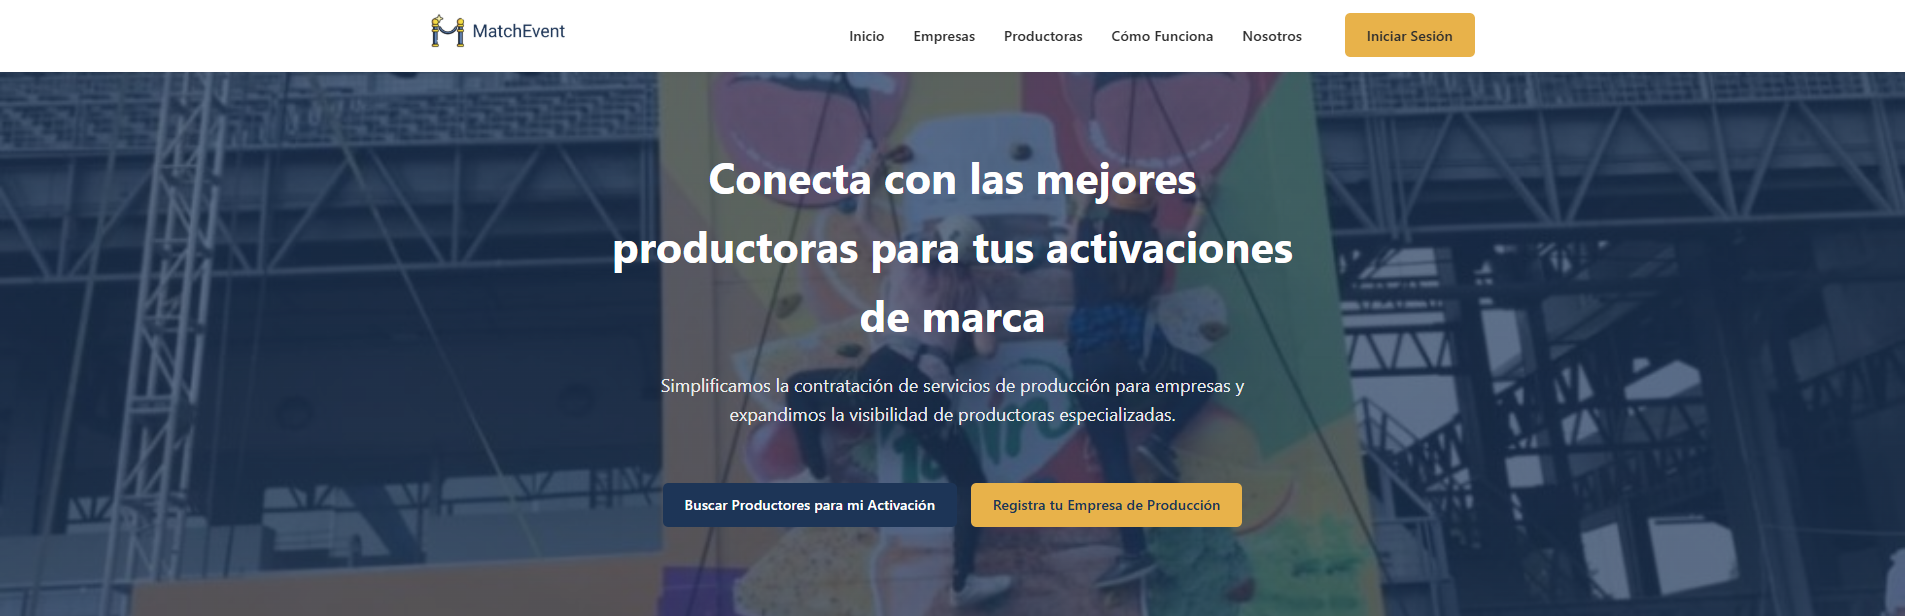 MatchEvent
Inicio
Empresas
Productoras
Cómo Funciona
Nosotros
Iniciar Sesión
Conecta con las mejores
productoras para tus activaciones
de marca
Simplificamos la contratación de servicios de producción para empresas y
expandimos la visibilidad de productoras especializadas.
Buscar Productores para mi Activación
Registra tu Empresa de Producción